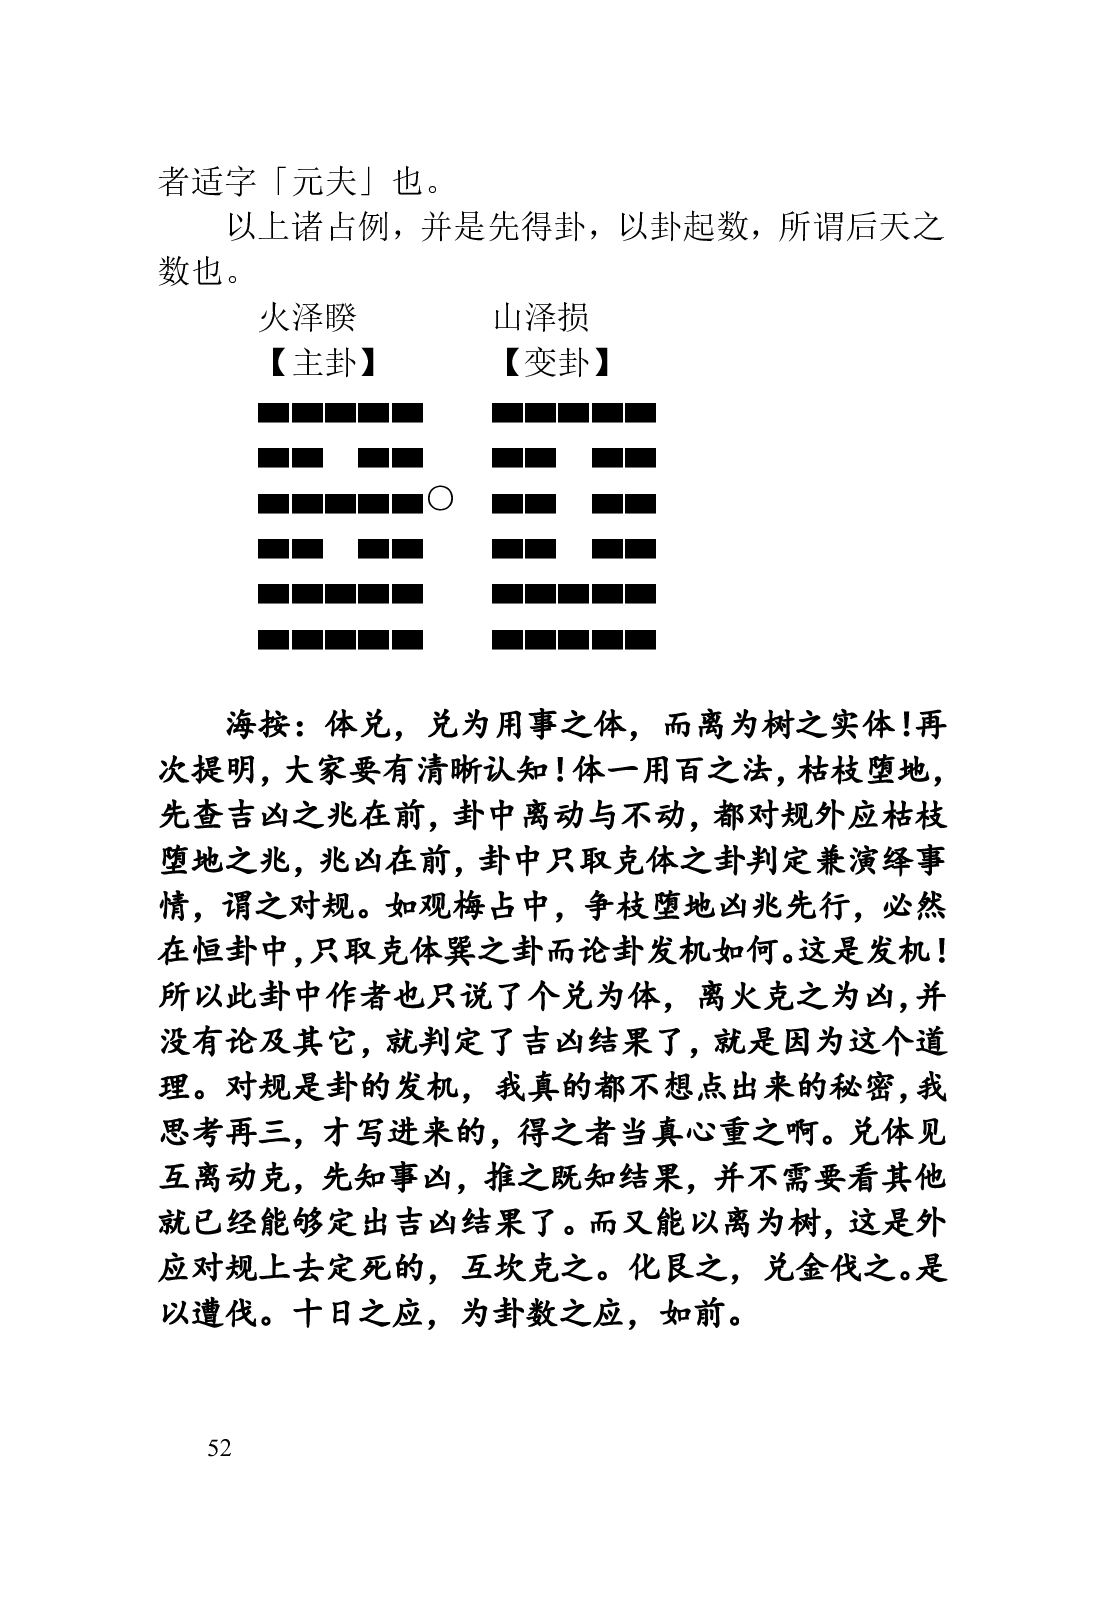 者适字「元夫」也。
以上诸占例，并是先得卦，以卦起数，所谓后天之
数也。
火泽睽 山泽损
【主卦】 【变卦】
○
海按：体兑，兑为用事之体，而离为树之实体！再
次提明，大家要有清晰认知！体一用百之法，枯枝堕地，
先查吉凶之兆在前，卦中离动与不动，都对规外应枯枝
堕地之兆，兆凶在前，卦中只取克体之卦判定兼演绎事
情，谓之对规。如观梅占中，争枝堕地凶兆先行，必然
在恒卦中，只取克体巽之卦而论卦发机如何。这是发机！
所以此卦中作者也只说了个兑为体，离火克之为凶，并
没有论及其它，就判定了吉凶结果了，就是因为这个道
理。对规是卦的发机，我真的都不想点出来的秘密，我
思考再三，才写进来的，得之者当真心重之啊。兑体见
互离动克，先知事凶，推之既知结果，并不需要看其他
就已经能够定出吉凶结果了。而又能以离为树，这是外
应对规上去定死的，互坎克之。化艮之，兑金伐之。是
以遭伐。十日之应，为卦数之应，如前。
52